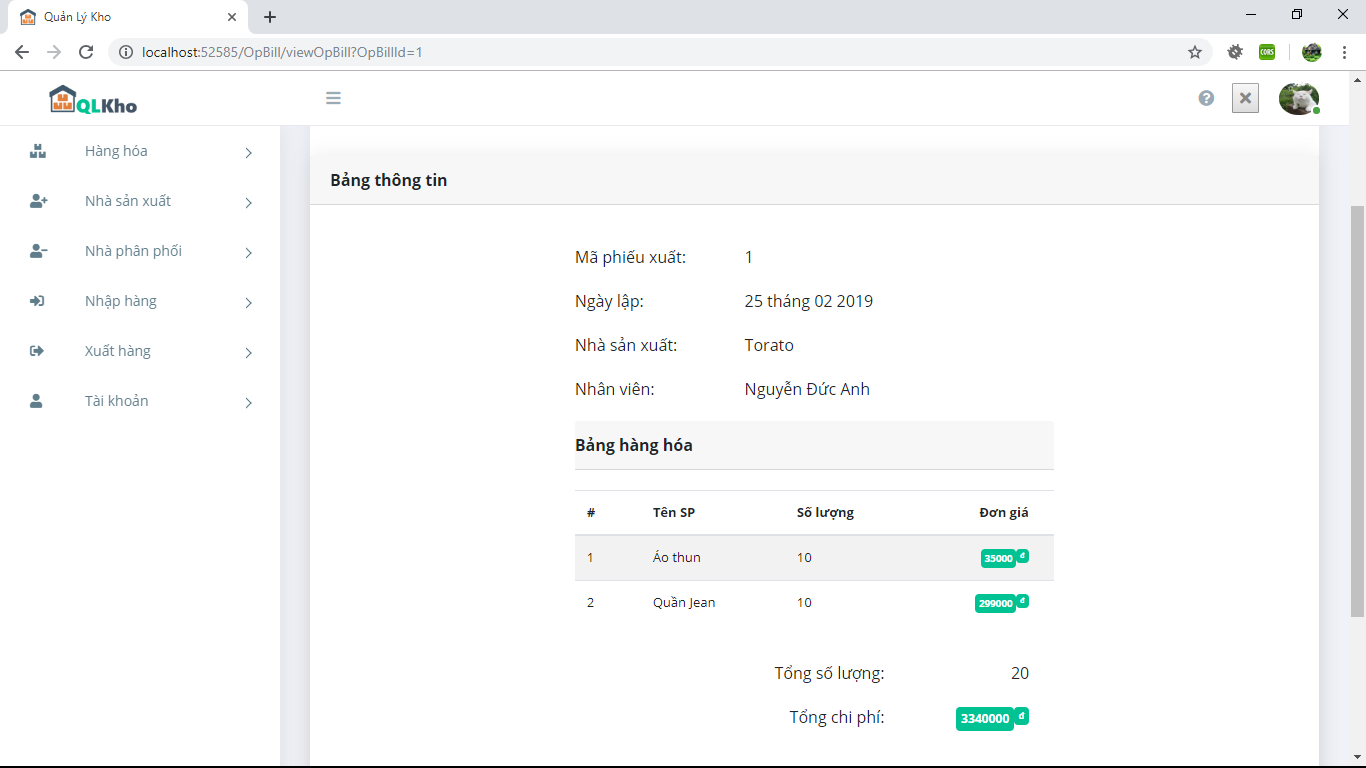 Quản Lý Kho
localhost:52585/OpBill/viewOpBill?OpBillId=1
CORS
QLKho
Hàng hóa
Nhà sản xuất
Nhà phân phối
Nhập hàng
Xuất hàng
Tài khoản
Bảng thông tin
Mã phiếu xuất: 1
Ngày lập: 25 tháng 02 2019
Nhà sản xuất: Torato
Nhân viên: Nguyễn Đức Anh
Bảng hàng hóa
# Tên SP Số lượng Đơn giá
1 Áo thun 10 35000 đ
2 Quần Jean 10 299000 đ
Tổng số lượng: 20
Tổng chi phí: 3340000 đ